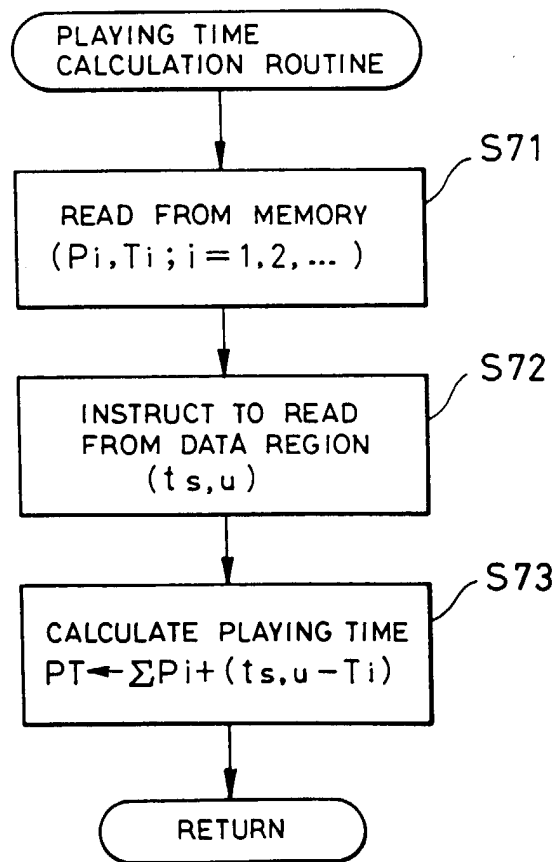 PLAYING TIME
CALCULATION ROUTINE
S71
READ FROM MEMORY
(Pi, Ti ; i = 1, 2, ... )
S72
INSTRUCT TO READ
FROM DATA REGION
(ts,u)
S73
CALCULATE PLAYING TIME
PT←ΣPi+(ts,u−Ti)
RETURN